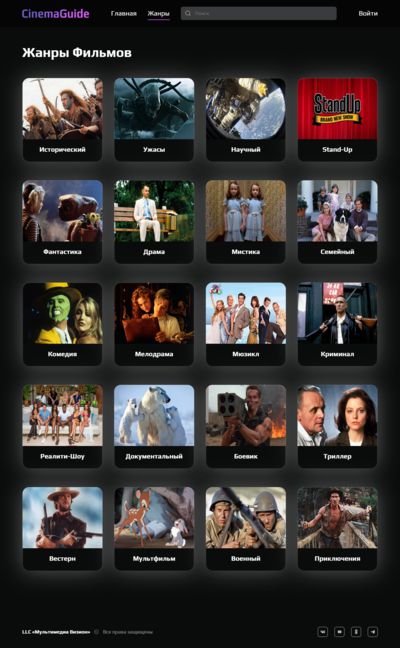 CinemaGuide Главная Жанры Поиск Войти
Жанры Фильмов
Исторический Ужасы Научный Stand-Up
StandUp
BRAND NEW SHOW
Фантастика Драма Мистика Семейный
Комедия Мелодрама Мюзикл Криминал
Реалити-Шоу Документальный Боевик Триллер
Вестерн Мультфильм Военный Приключения
LLC «Мультимедиа Визион» © Все права защищены